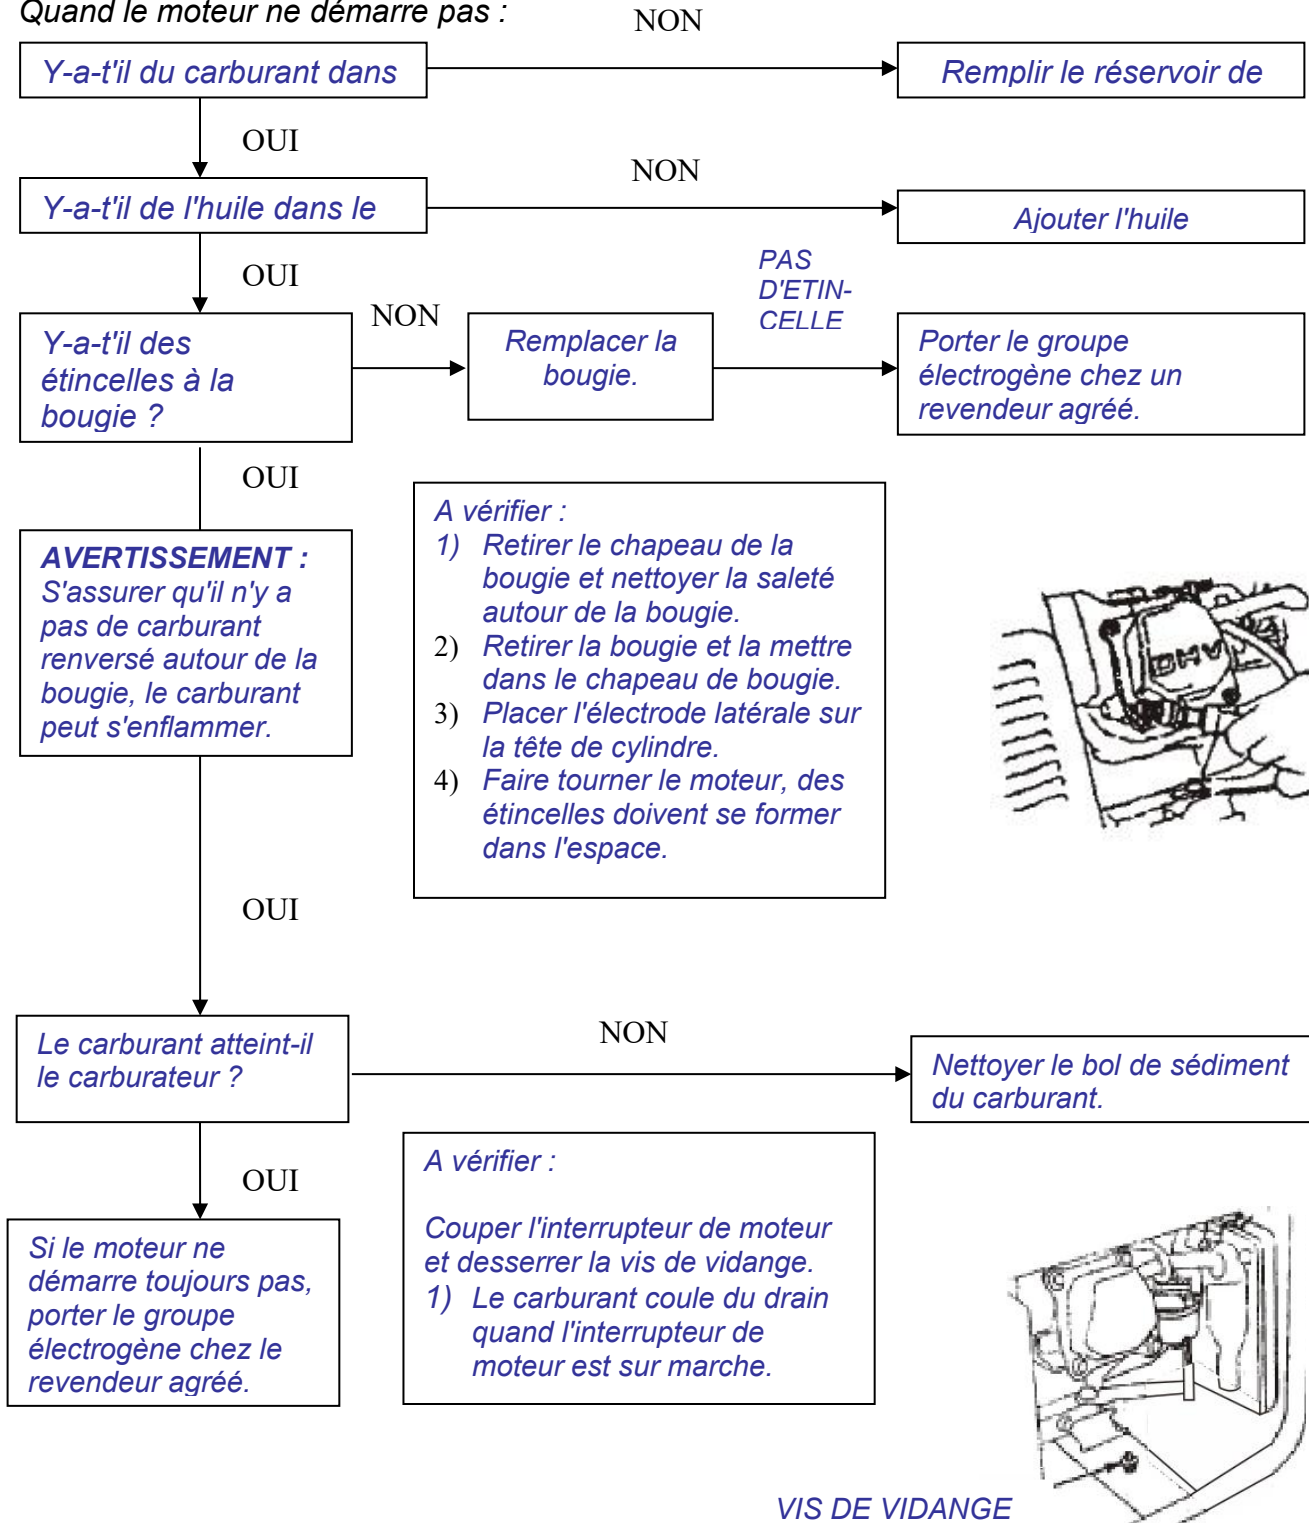 Quand le moteur ne démarre pas :
NON
Y-a-t'il du carburant dans
Remplir le réservoir de
OUI
NON
Y-a-t'il de l'huile dans le
Ajouter l'huile
OUI
NON
PAS
D'ETIN-
CELLE
Y-a-t'il des
étincelles à la
bougie ?
Remplacer la
bougie.
Porter le groupe
électrogène chez un
revendeur agréé.
OUI
AVERTISSEMENT :
S'assurer qu'il n'y a
pas de carburant
renversé autour de la
bougie, le carburant
peut s'enflammer.
A vérifier :
1) Retirer le chapeau de la
bougie et nettoyer la saleté
autour de la bougie.
2) Retirer la bougie et la mettre
dans le chapeau de bougie.
3) Placer l'électrode latérale sur
la tête de cylindre.
4) Faire tourner le moteur, des
étincelles doivent se former
dans l'espace.
OHV
OUI
Le carburant atteint-il
le carburateur ?
NON
Nettoyer le bol de sédiment
du carburant.
OUI
Si le moteur ne
démarre toujours pas,
porter le groupe
électrogène chez le
revendeur agréé.
A vérifier :
Couper l'interrupteur de moteur
et desserrer la vis de vidange.
1) Le carburant coule du drain
quand l'interrupteur de
moteur est sur marche.
VIS DE VIDANGE